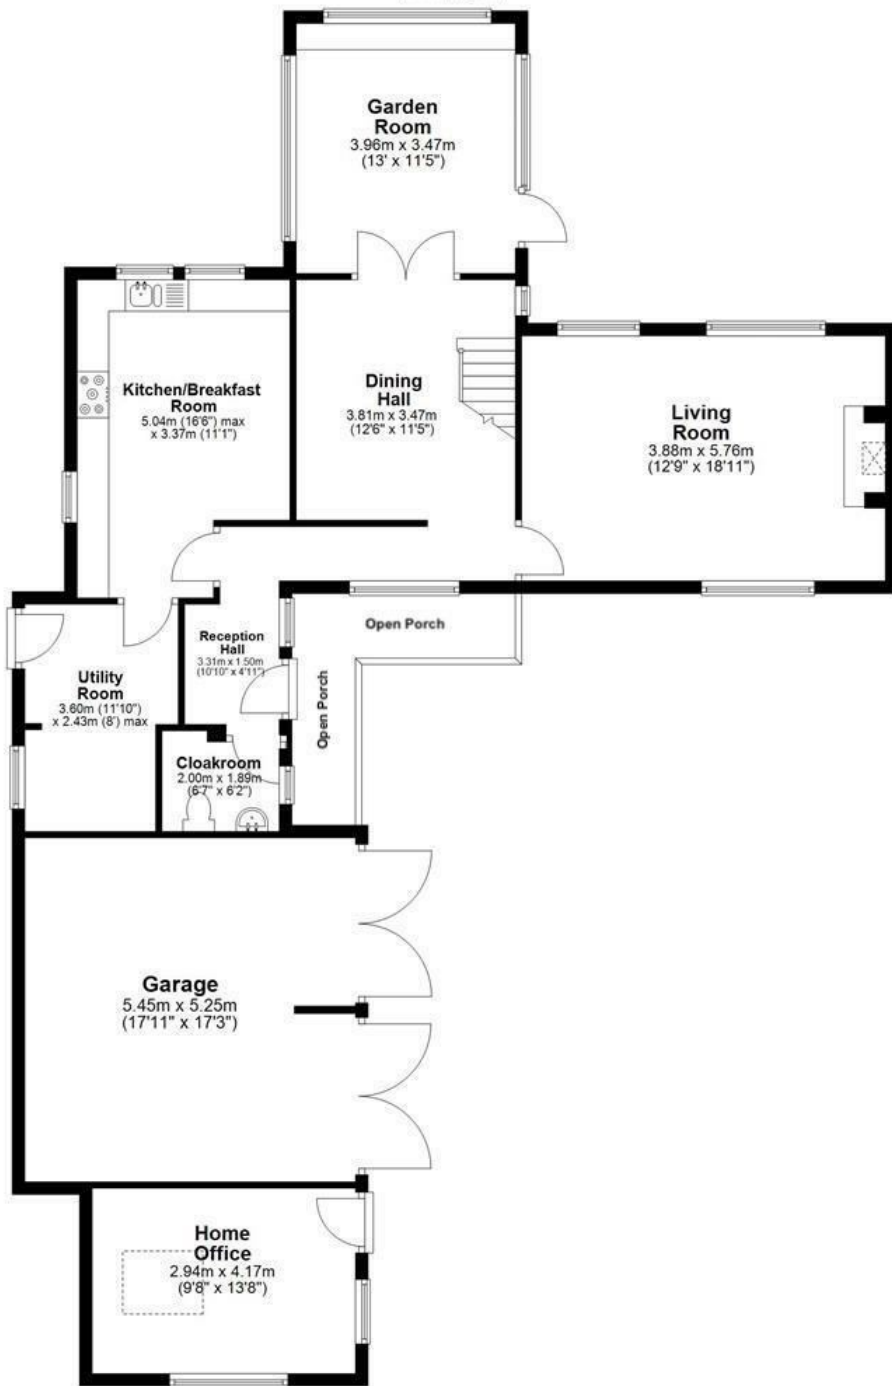 Garden
Room
3.96m x 3.47m
(13' x 11'5")
Kitchen/Breakfast
Room
5.04m (16'6") max
x 3.37m (11'1")
Dining
Hall
3.81m x 3.47m
(12'6" x 11'5")
Living
Room
3.88m x 5.76m
(12'9" x 18'11")
Reception
Hall
3.31m x 1.50m
(10'10" x 4'11")
Open Porch
Open Porch
Utility
Room
3.60m (11'10")
x 2.43m (8') max
Cloakroom
2.00m x 1.89m
(6'7" x 6'2")
Garage
5.45m x 5.25m
(17'11" x 17'3")
Home
Office
2.94m x 4.17m
(9'8" x 13'8")